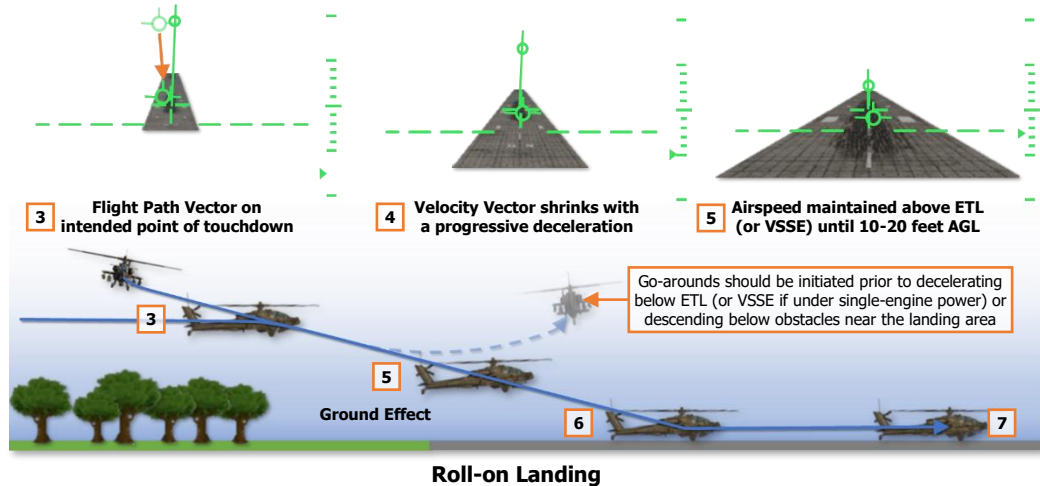 3
Flight Path Vector on
intended point of touchdown
4
Velocity Vector shrinks with
a progressive deceleration
5
Airspeed maintained above ETL
(or VSSE) until 10-20 feet AGL
Go-arounds should be initiated prior to decelerating
below ETL (or VSSE if under single-engine power) or
descending below obstacles near the landing area
3
5
Ground Effect
6
7
Roll-on Landing